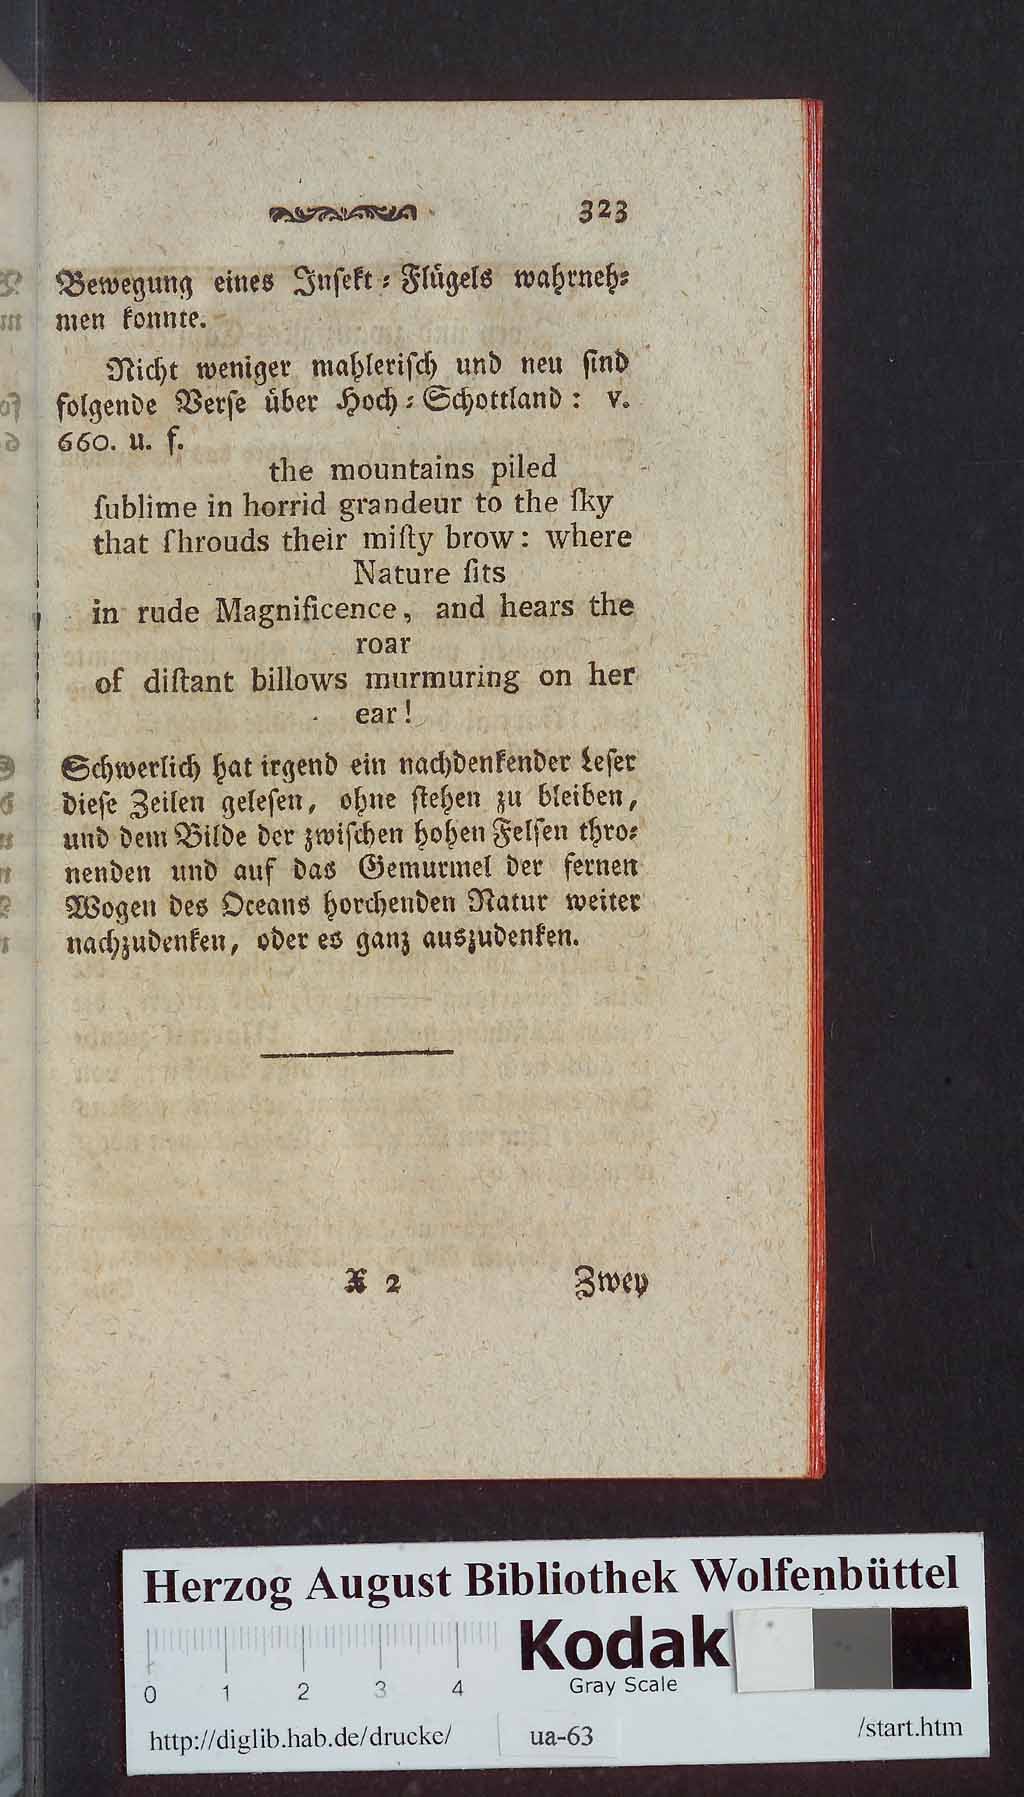 323
Bewegung eines Inſekt⸗Flügels wahrneh⸗
men konnte.
Nicht weniger mahleriſch und neu ſind
folgende Verſe über Hoch⸗Schottland: v.
660. u. f.
the mountains piled
ſublime in horrid grandeur to the ſky
that ſhrouds their miſty brow: where
Nature ſits
in rude Magnificence, and hears the
roar
of diſtant billows murmuring on her
ear!
Schwerlich hat irgend ein nachdenkender Leſer
dieſe Zeilen geleſen, ohne ſtehen zu bleiben,
und dem Bilde der zwiſchen hohen Felſen thro⸗
nenden und auf das Gemurmel der fernen
Wogen des Oceans horchenden Natur weiter
nachzudenken, oder es ganz auszudenken.
X 2 Zwey
Herzog August Bibliothek Wolfenbüttel
Kodak
Gray Scale
0 1 2 3 4
http://diglib.hab.de/drucke/ ua-63 /start.htm